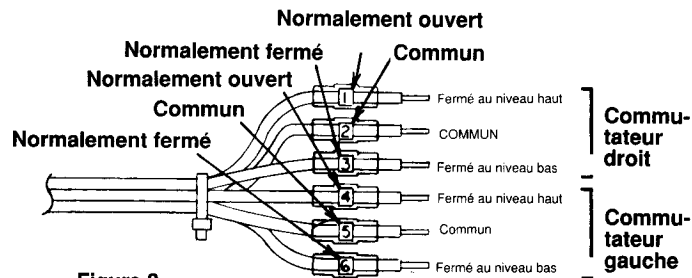 Normalement ouvert
Normalement fermé
Commun
Normalement ouvert
Commun
Normalement fermé
1
Fermé au niveau haut
2
COMMUN
3
Fermé au niveau bas
4
Fermé au niveau haut
5
Commun
6
Fermé au niveau bas
Commu-
tateur
droit
Commu-
tateur
gauche